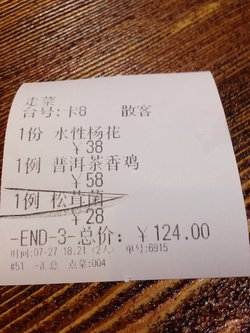 走菜
台号:卡8 散客
1份 水性杨花
￥38
1例 普洱茶香鸡
￥58
1例 松茸菌
￥28
-END-3-总价: ￥124.00
时间:07-27 18:21 <2人> 单号:6915
#51 -汇总 点菜:004